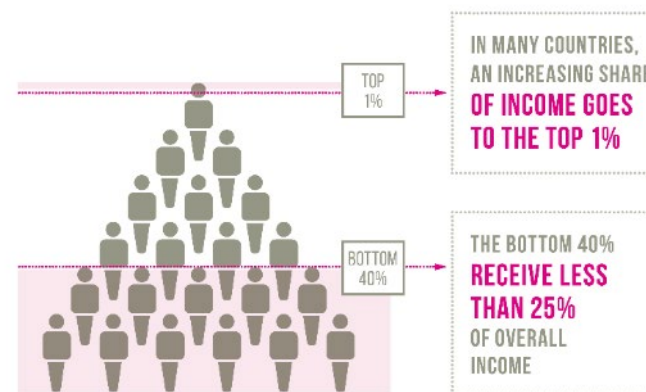 TOP
1%
IN MANY COUNTRIES,
AN INCREASING SHARE
OF INCOME GOES
TO THE TOP 1%
BOTTOM
40%
THE BOTTOM 40%
RECEIVE LESS
THAN 25%
OF OVERALL
INCOME